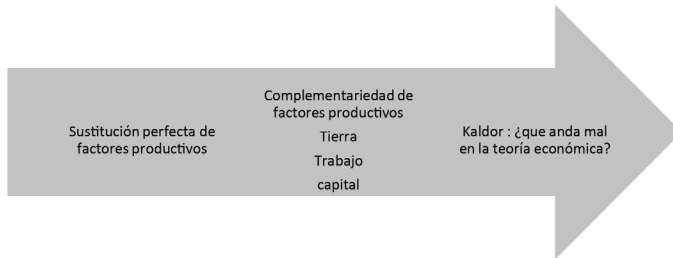 Sustitución perfecta de
factores productivos
Complementariedad de
factores productivos
Tierra
Trabajo
capital
Kaldor : ¿que anda mal
en la teoría económica?